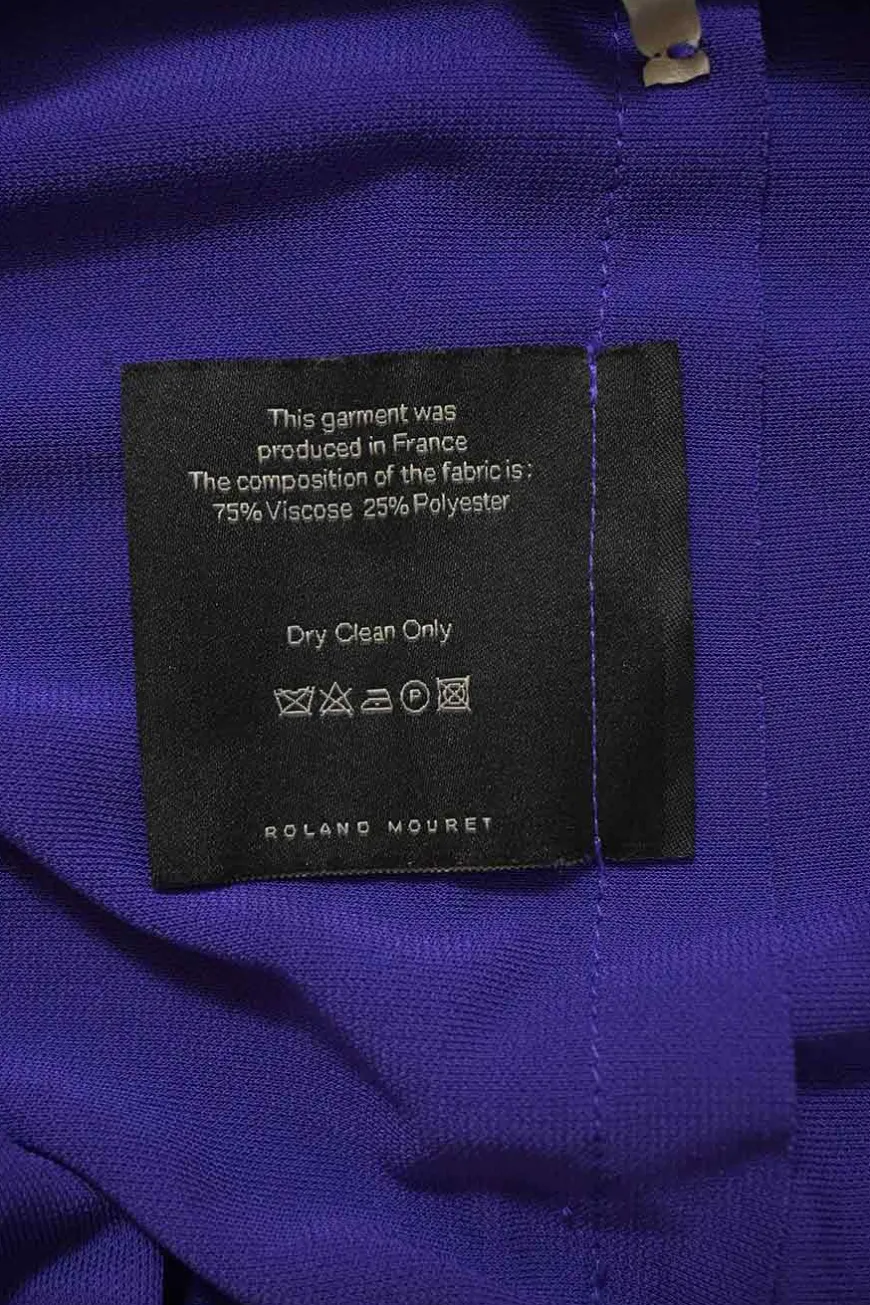 This garment was
produced in France
The composition of the fabric is:
75% Viscose 25% Polyester
Dry Clean Only
P
ROLAND MOURET